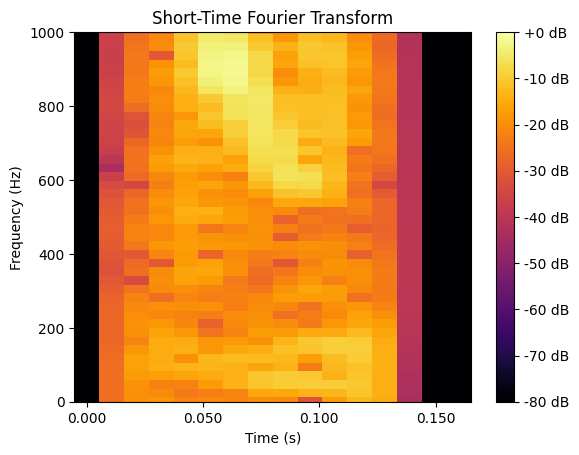 Short-Time Fourier Transform
1000
800
600
400
200
0
Frequency (Hz)
0.000
0.050
0.100
0.150
Time (s)
+0 dB
-10 dB
-20 dB
-30 dB
-40 dB
-50 dB
-60 dB
-70 dB
-80 dB